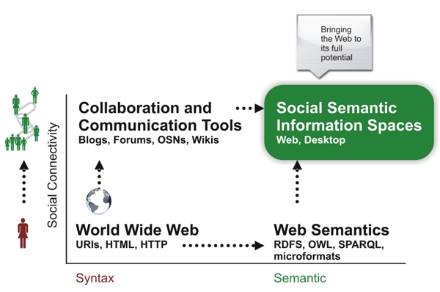 Bringing
the Web to
its full
potential
Social Connectivity
Collaboration and
Communication Tools
Blogs, Forums, OSNs, Wikis
Social Semantic
Information Spaces
Web, Desktop
World Wide Web
URIs, HTML, HTTP
Web Semantics
RDFS, OWL, SPARQL,
microformats
Syntax
Semantic